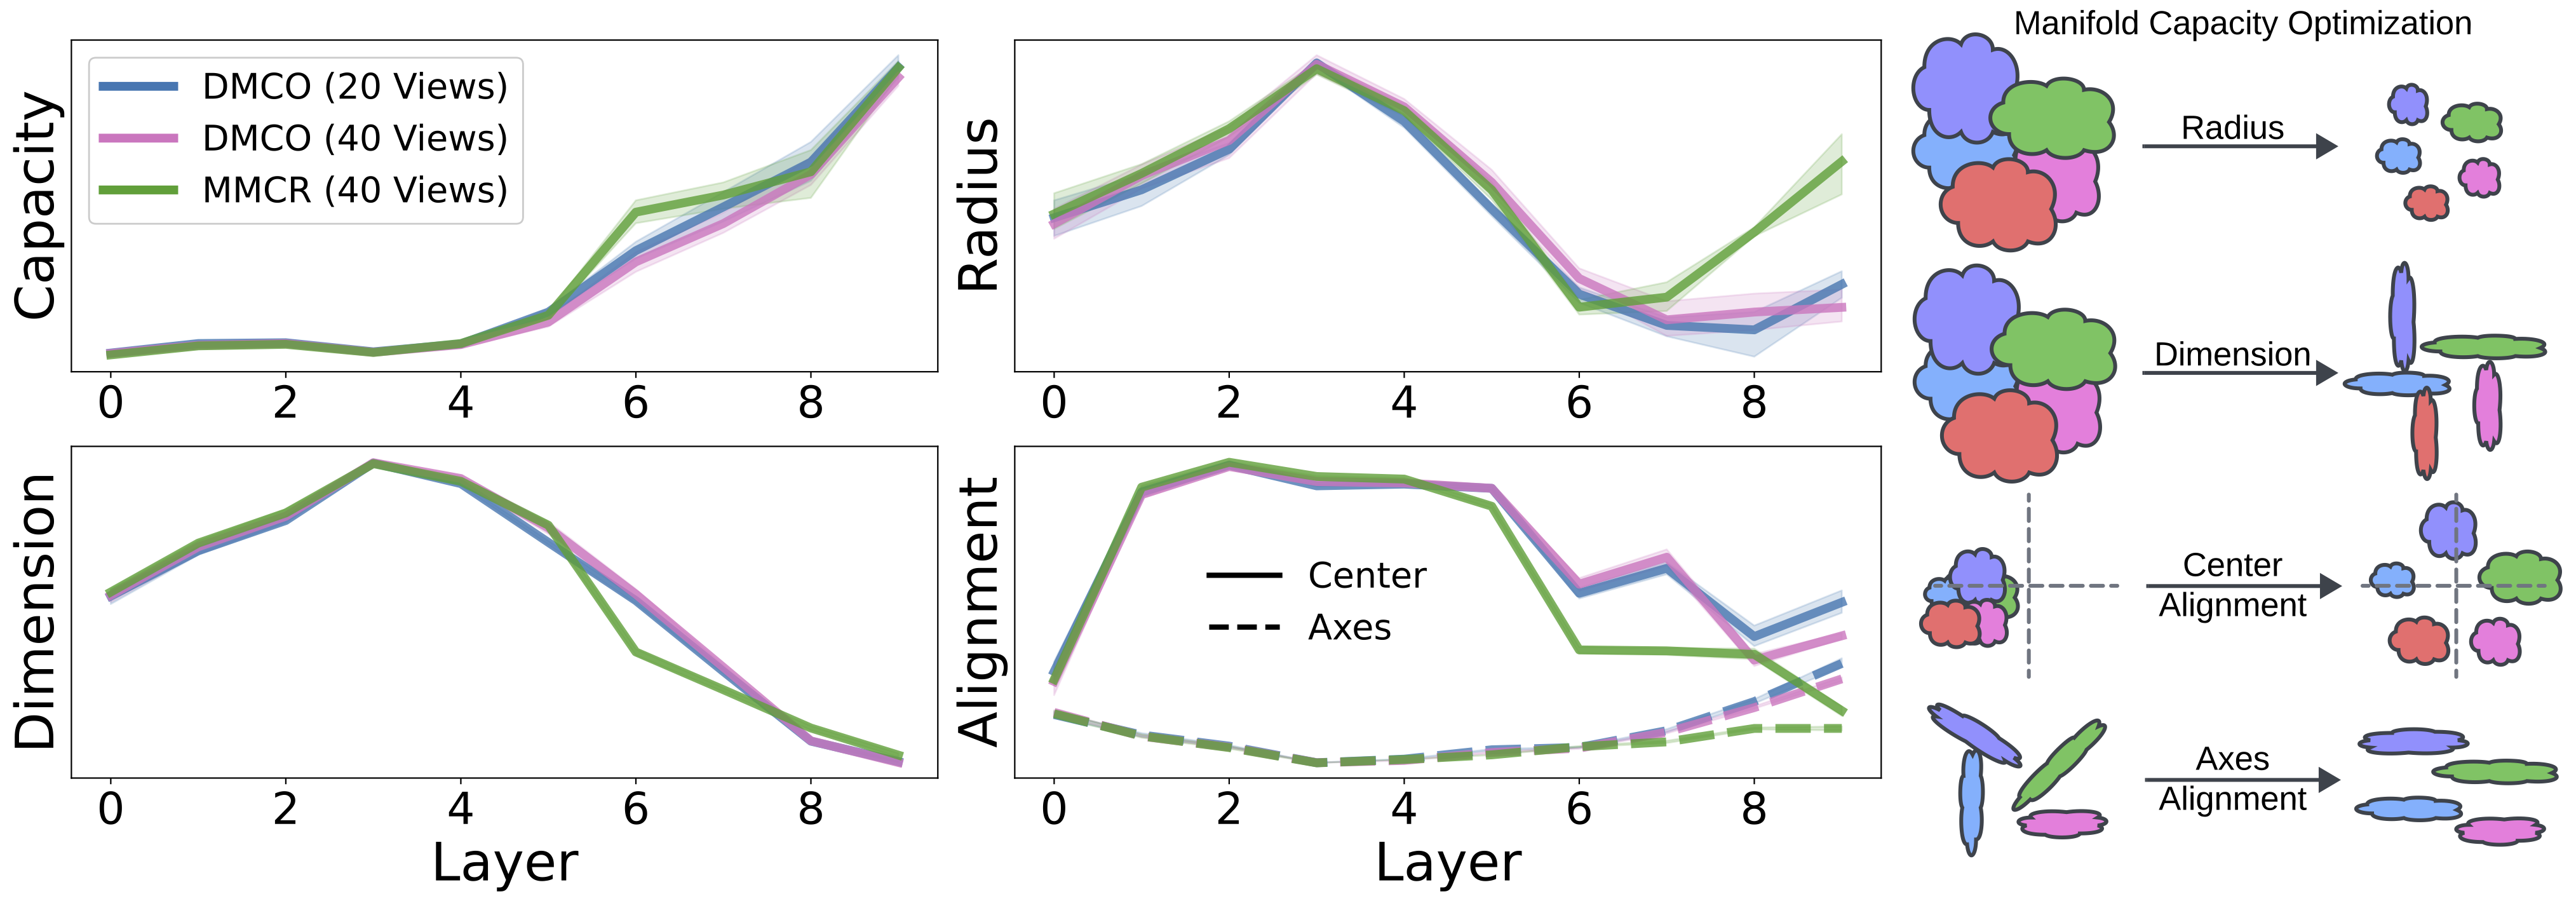 Capacity
DMCO (20 Views)
DMCO (40 Views)
MMCR (40 Views)
0 2 4 6 8
Radius
0 2 4 6 8
Dimension
0 2 4 6 8
Layer
Alignment
Center
Axes
0 2 4 6 8
Layer
Manifold Capacity Optimization
Radius
Dimension
Center
Alignment
Axes
Alignment